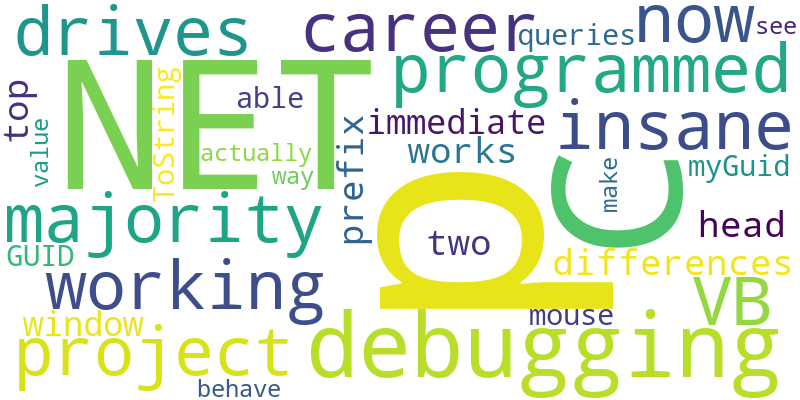 drives
career
queries
now
see
NET
top
able
programmed
value
ToString
actually
way
prefix
immediate
works
insane
C
make
myGuid
majority
GUID
p
two
head
differences
working
window
mouse
VB
project
debugging
behave